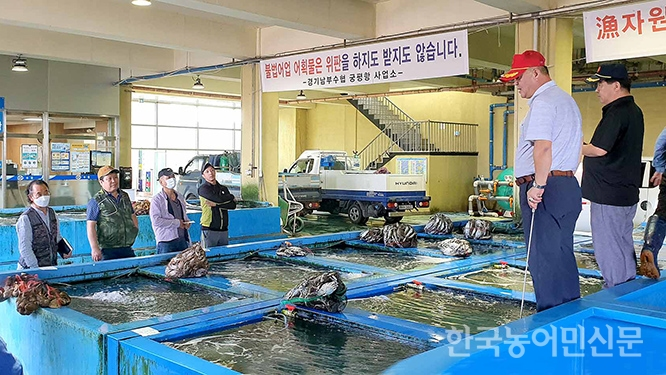 불법어업 어획물은 위판을 하지도 받지도 않습니다.
-경기남부수협 궁평항 사업소-
漁자원
HYUNDAI
한국농어민신문